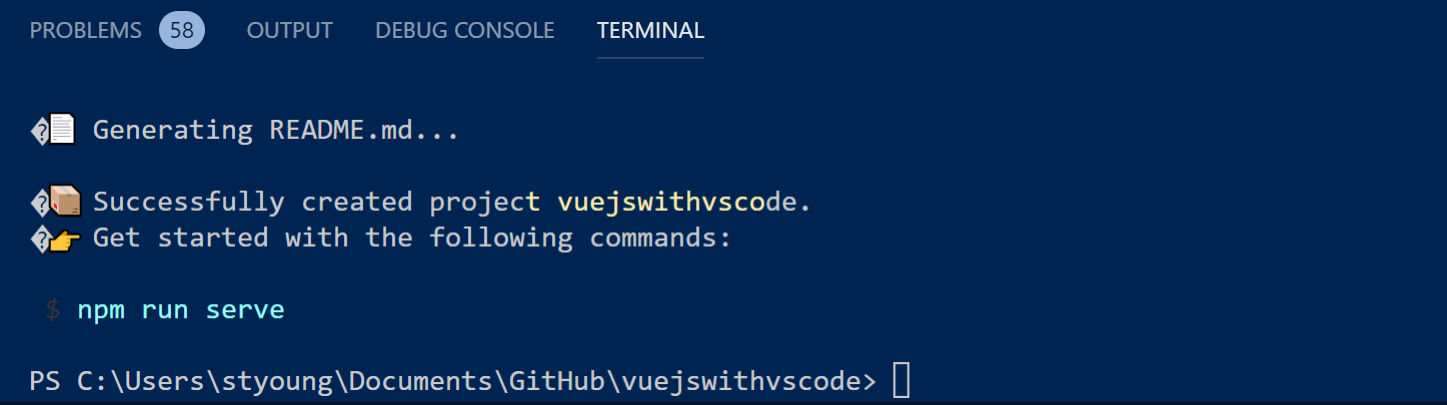 PROBLEMS 58 OUTPUT DEBUG CONSOLE TERMINAL
�📄 Generating README.md...
�📦 Successfully created project vuejswithvscode.
�👉 Get started with the following commands:
$ npm run serve
PS C:\Users\styoung\Documents\GitHub\vuejswithvscode>